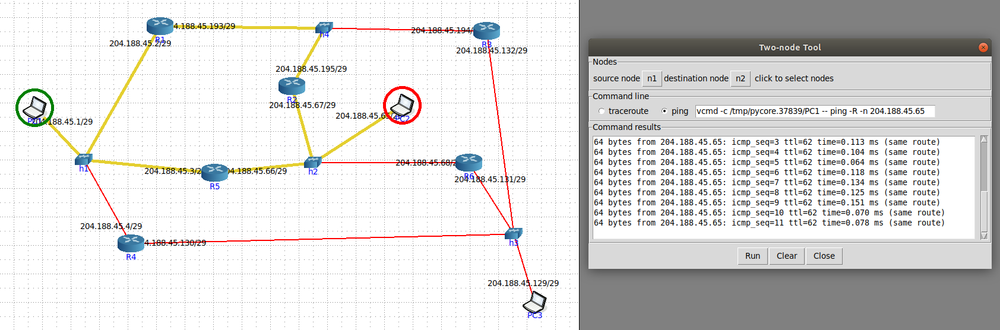 4.188.45.193/29
h4
204.188.45.194/
R1
204.188.45.2/29
R3
204.188.45.132/29
204.188.45.195/29
R2
204.188.45.67/29
204.188.45.65
PC2
204.188.45.1/29
h1
204.188.45.3/2
4.188.45.66/29
R5
h2
204.188.45.68/2
R6
204.188.45.131/29
204.188.45.4/29
4.188.45.130/29
R4
h3
204.188.45.129/29
PC3
Two-node Tool
Nodes
source node n1 destination node n2 click to select nodes
Command line
traceroute ping vcmd -c /tmp/pycore.37839/PC1 -- ping -R -n 204.188.45.65
Command results
64 bytes from 204.188.45.65: icmp_seq=3 ttl=62 time=0.113 ms (same route)
64 bytes from 204.188.45.65: icmp_seq=4 ttl=62 time=0.104 ms (same route)
64 bytes from 204.188.45.65: icmp_seq=5 ttl=62 time=0.064 ms (same route)
64 bytes from 204.188.45.65: icmp_seq=6 ttl=62 time=0.118 ms (same route)
64 bytes from 204.188.45.65: icmp_seq=7 ttl=62 time=0.134 ms (same route)
64 bytes from 204.188.45.65: icmp_seq=8 ttl=62 time=0.125 ms (same route)
64 bytes from 204.188.45.65: icmp_seq=9 ttl=62 time=0.151 ms (same route)
64 bytes from 204.188.45.65: icmp_seq=10 ttl=62 time=0.070 ms (same route)
64 bytes from 204.188.45.65: icmp_seq=11 ttl=62 time=0.078 ms (same route)
Run Clear Close